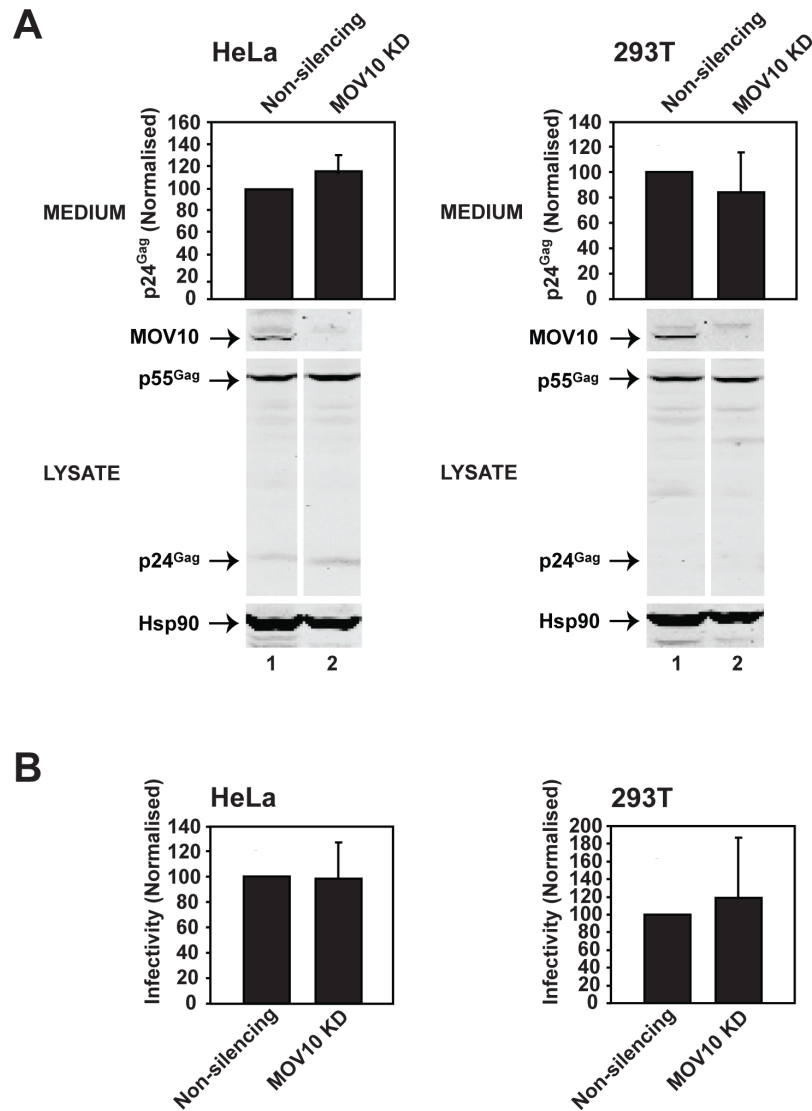 A
HeLa
Non-silencing
MOV10 KD
MEDIUM
p24Gag (Normalised)
160
140
120
100
80
60
40
20
0
MOV10
p55Gag
LYSATE
p24Gag
Hsp90
1 2
293T
Non-silencing
MOV10 KD
MEDIUM
p24Gag (Normalised)
140
120
100
80
60
40
20
0
MOV10
p55Gag
LYSATE
p24Gag
Hsp90
1 2
B
HeLa
Infectivity (Normalised)
140
120
100
80
60
40
20
0
Non-silencing
MOV10 KD
293T
Infectivity (Normalised)
200
180
160
140
120
100
80
60
40
20
0
Non-silencing
MOV10 KD